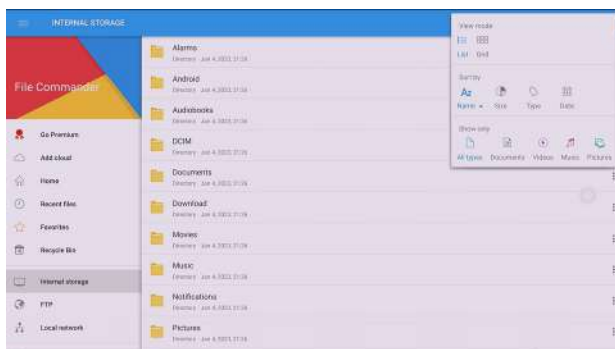 INTERNAL STORAGE
File Commander
Go Premium
Add cloud
Home
Recent files
Favorites
Recycle Bin
Internal storage
FTP
Local network
Alarms
Android
Audiobooks
DCIM
Documents
Download
Movies
Music
Notifications
Pictures
View mode
List Grid
Sort by
Name Size Type Date
Show only
All types Documents Videos Music Pictures